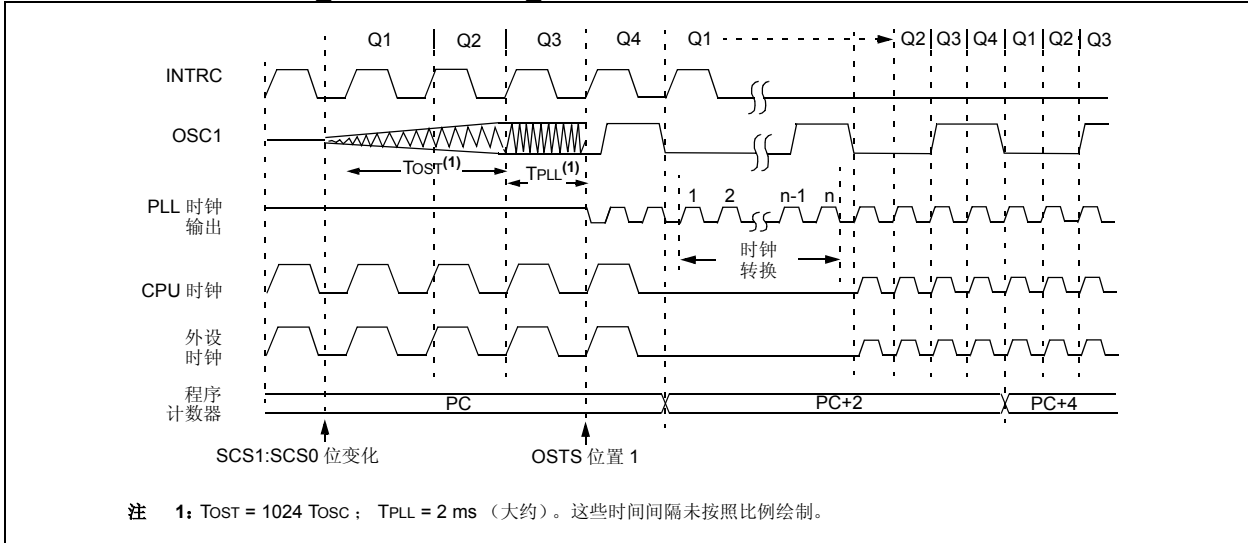 Q1 Q2 Q3 Q4 Q1 Q2 Q3 Q4 Q1 Q2 Q3
INTRC
OSC1
TOST(1)
TPLL(1)
PLL 时钟
输出
1 2 n-1 n
时钟
转换
CPU 时钟
外设
时钟
程序
计数器
PC PC+2 PC+4
SCS1:SCS0 位变化
OSTS 位置 1
注 1: TOST = 1024 TOSC ; TPLL = 2 ms (大约)。这些时间间隔未按照比例绘制。